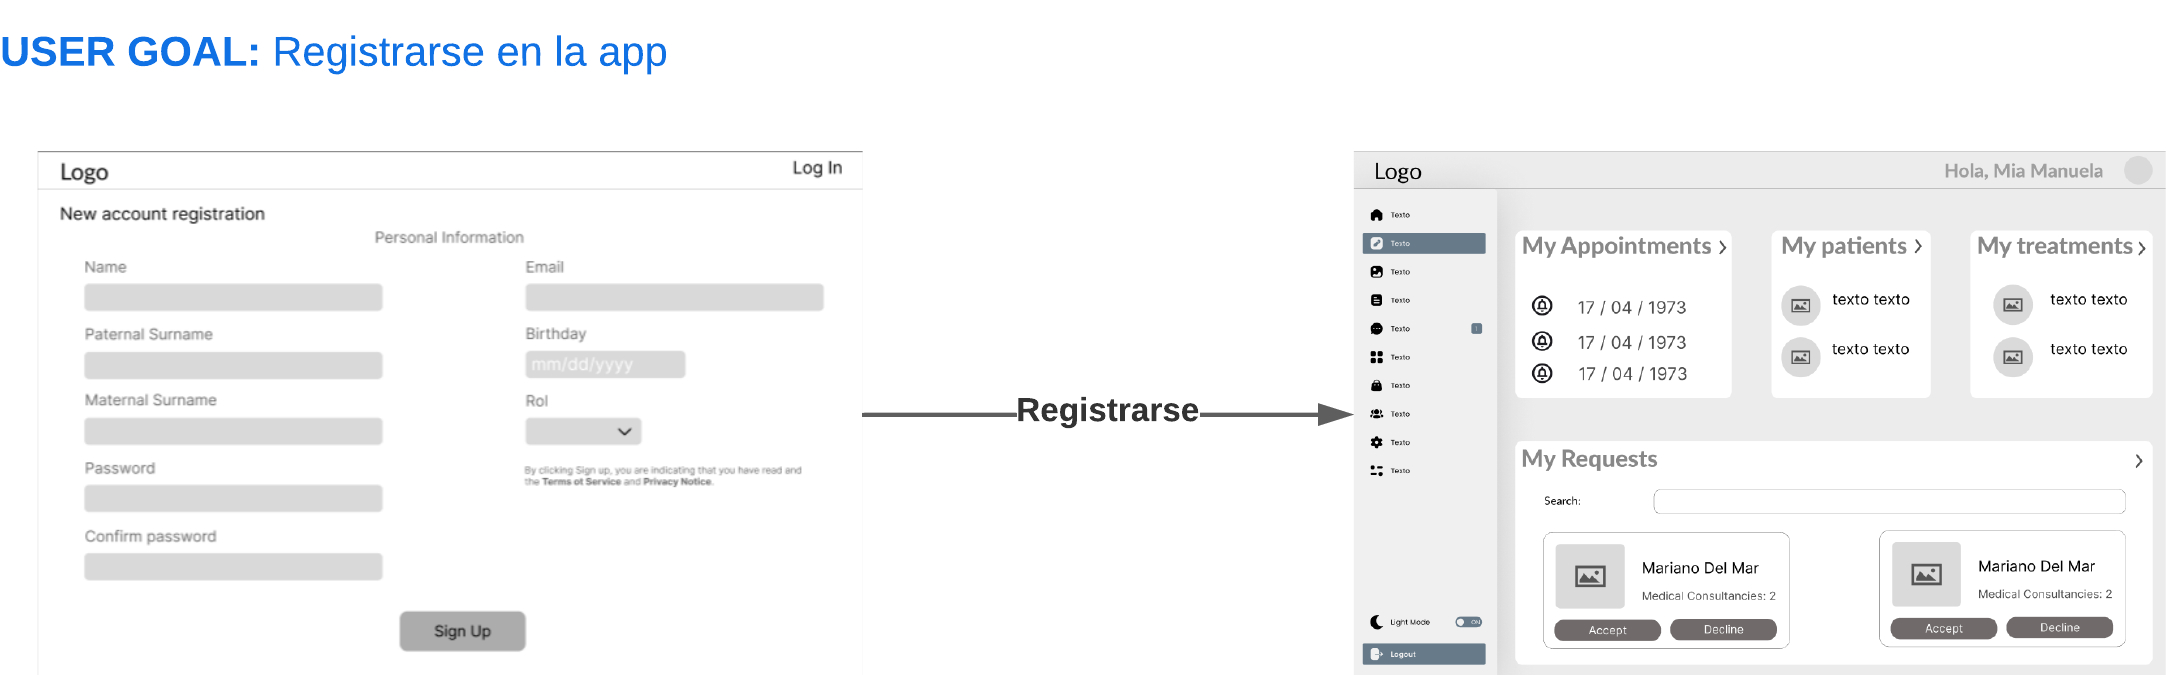 USER GOAL: Registrarse en la app
Logo
Log In
New account registration
Personal Information
Name
Email
Paternal Surname
Birthday
mm/dd/yyyy
Maternal Surname
Rol
Password
By clicking Sign up, you are indicating that you have read and
the Terms of Service and Privacy Notice.
Confirm password
Sign Up
Registrarse
Logo
Hola, Mia Manuela
Texto
Texto
Texto
Texto
Texto
Texto
Texto
Texto
Texto
Texto
Light Mode
ON
Logout
My Appointments
17 / 04 / 1973
17 / 04 / 1973
17 / 04 / 1973
My patients
texto texto
texto texto
My treatments
texto texto
texto texto
My Requests
Search:
Mariano Del Mar
Medical Consultancies: 2
Accept
Decline
Mariano Del Mar
Medical Consultancies: 2
Accept
Decline